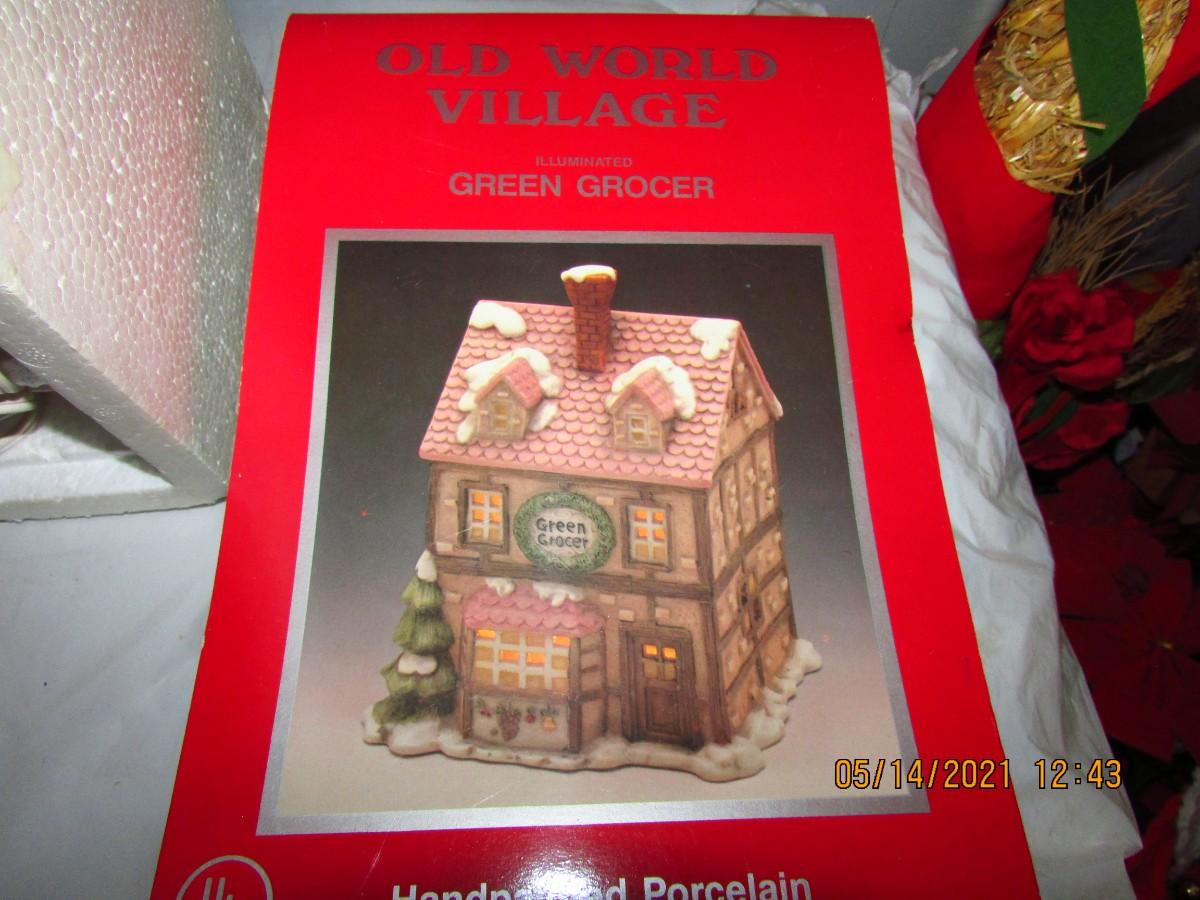 OLD WORLD
VILLAGE
ILLUMINATED
GREEN GROCER
Green
Grocer
05/14/2021 12:43
Porcelain